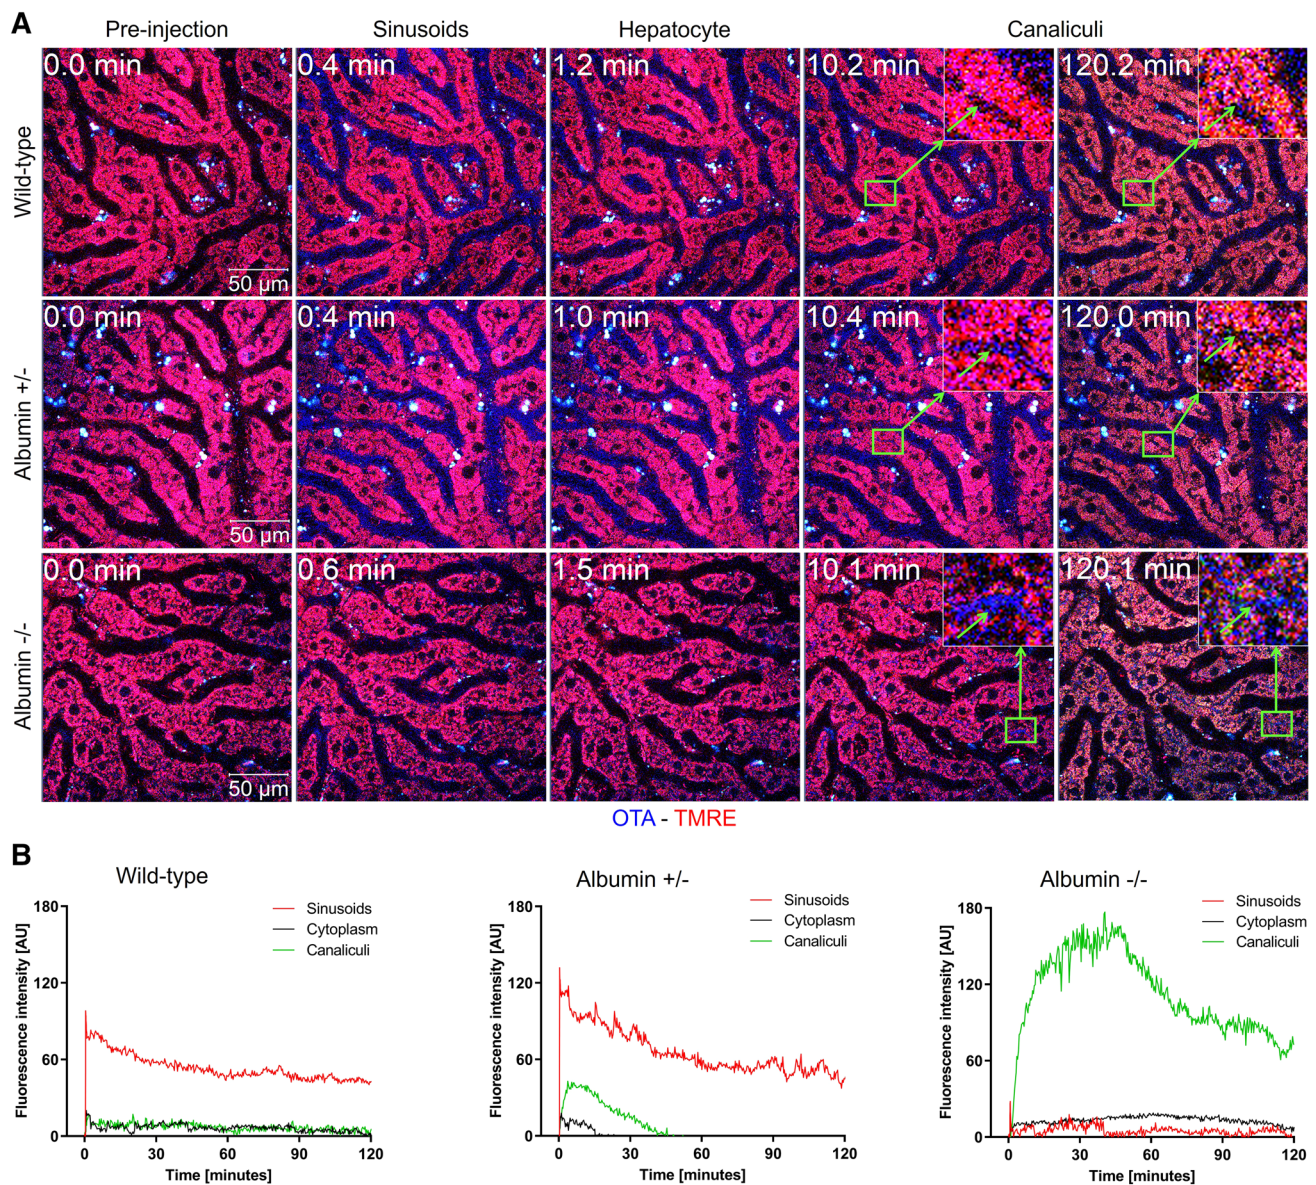 A
Pre-injection Sinusoids Hepatocyte Canaliculi
Wild-type
0.0 min 0.4 min 1.2 min 10.2 min 120.2 min
50 µm
Albumin +/-
0.0 min 0.4 min 1.0 min 10.4 min 120.0 min
50 µm
Albumin -/-
0.0 min 0.6 min 1.5 min 10.1 min 120.1 min
50 µm
OTA - TMRE
B
Wild-type
Fluorescence intensity [AU]
180
120
60
0
0 30 60 90 120
Time [minutes]
Sinusoids
Cytoplasm
Canaliculi
Albumin +/-
Fluorescence intensity [AU]
180
120
60
0
0 30 60 90 120
Time [minutes]
Sinusoids
Cytoplasm
Canaliculi
Albumin -/-
Fluorescence intensity [AU]
180
120
60
0
0 30 60 90 120
Time [minutes]
Sinusoids
Cytoplasm
Canaliculi